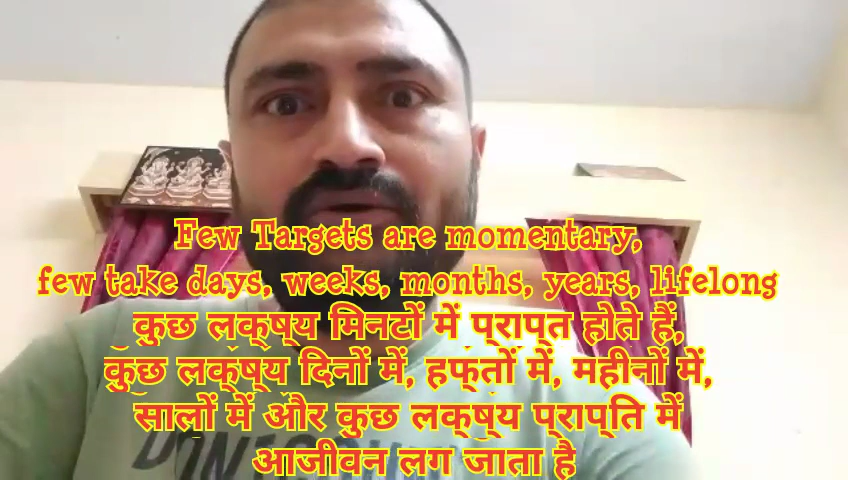 Few Targets are momentary,
few take days, weeks, months, years, lifelong
कुछ लक्ष्य मिनटों में प्राप्त होते हैं,
कुछ लक्ष्य दिनों में, हफ्तों में, महीनों में,
सालों में और कुछ लक्ष्य प्राप्ति में
आजीवन लग जाता है